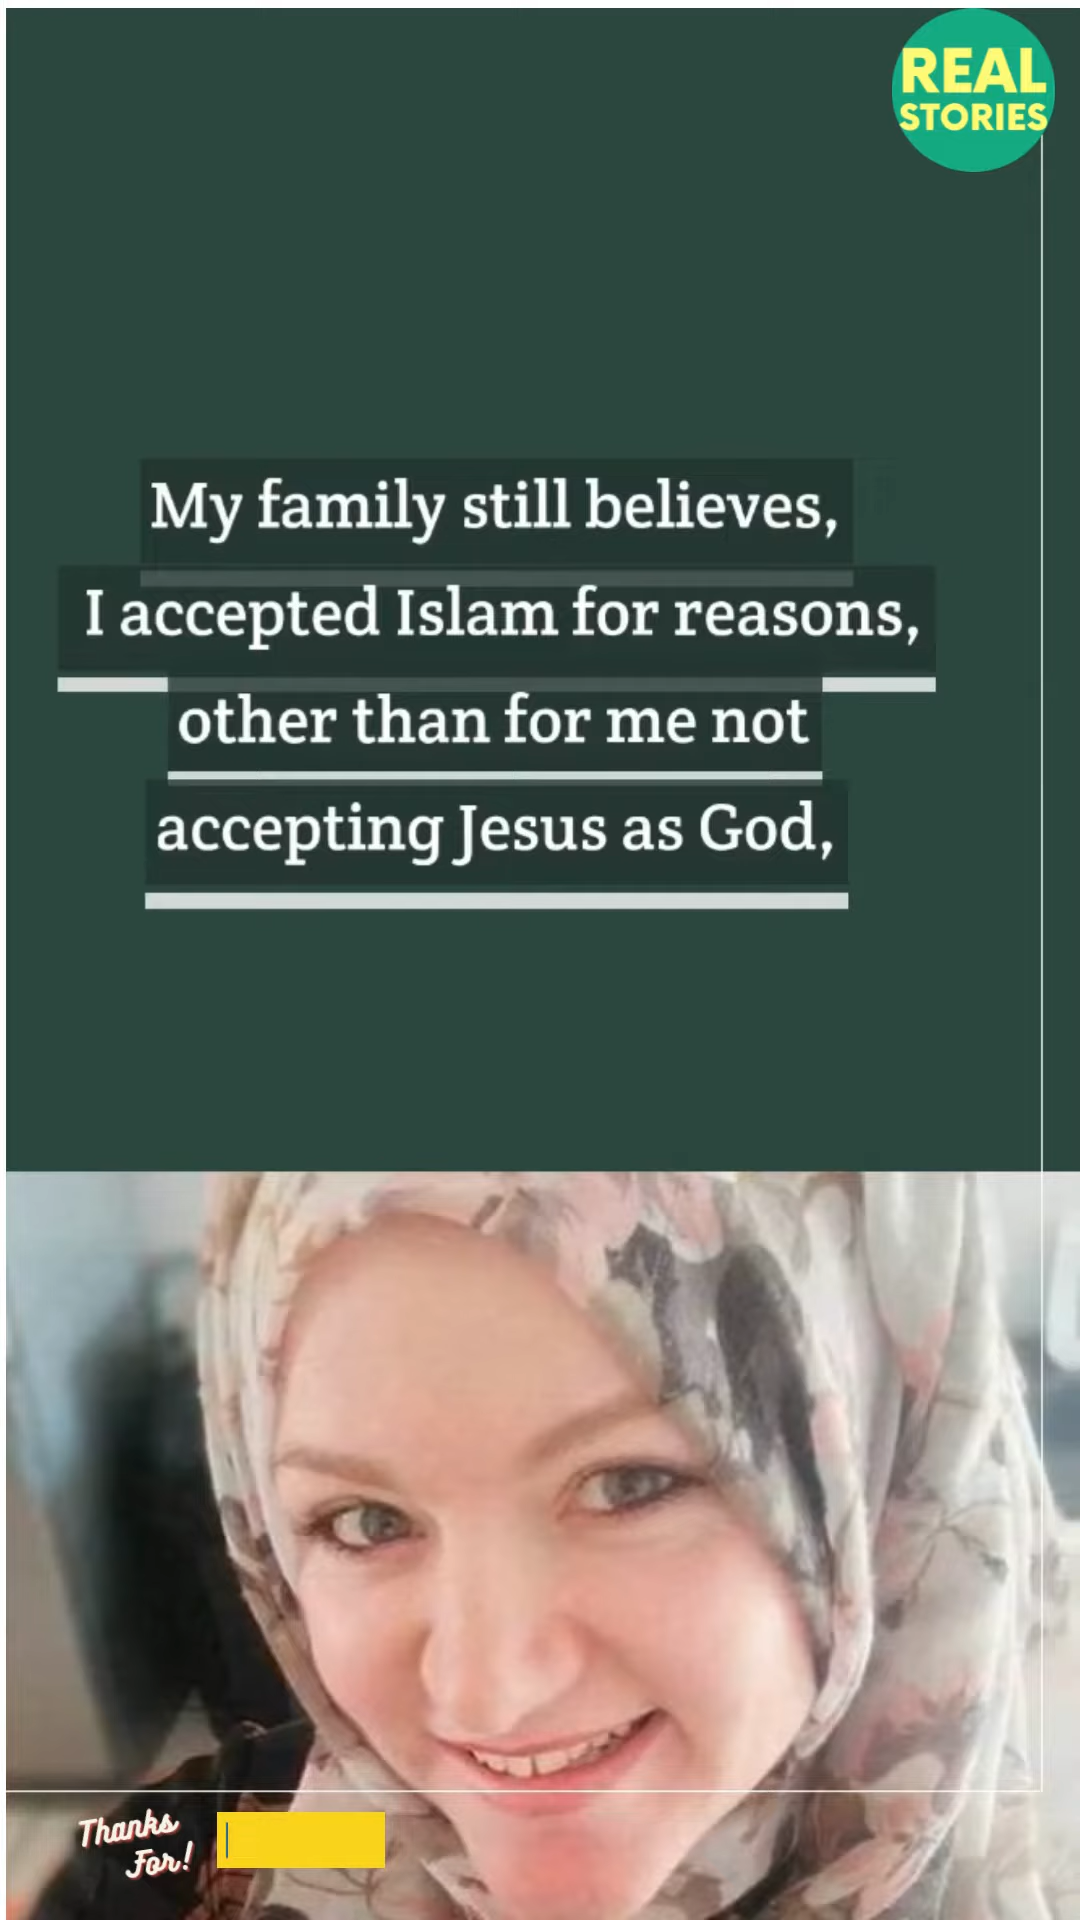 REAL
STORIES
My family still believes,
I accepted Islam for reasons,
other than for me not
accepting Jesus as God,
Thanks
For!